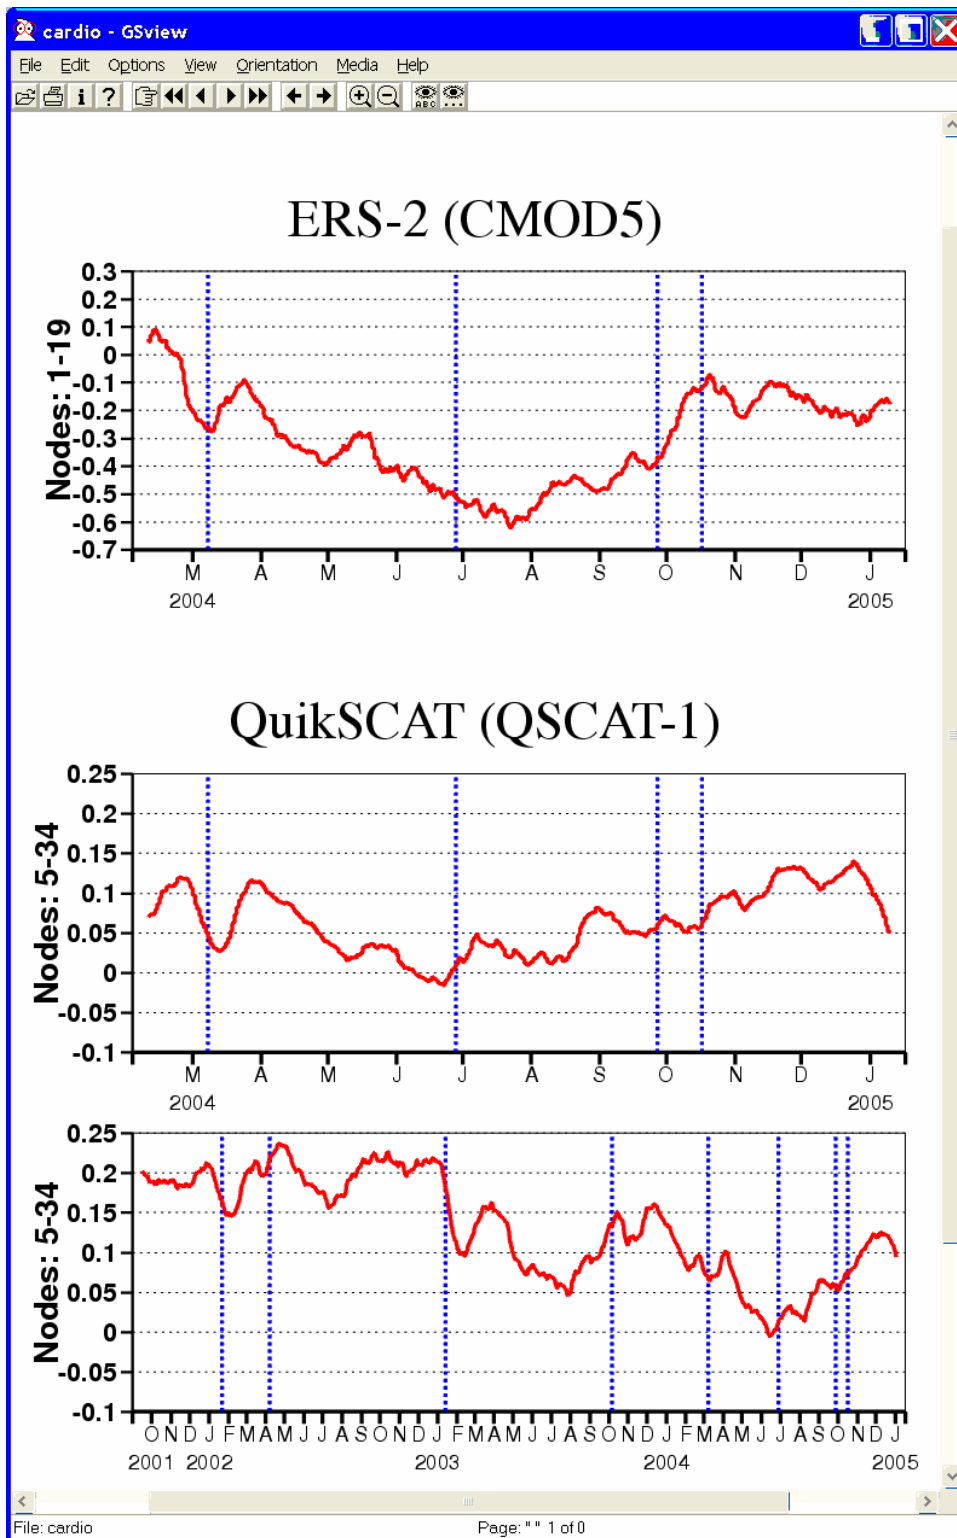 cardio - GSview
File Edit Options View Orientation Media Help
ERS-2 (CMOD5)
Nodes: 1-19
0.3
0.2
0.1
0
-0.1
-0.2
-0.3
-0.4
-0.5
-0.6
-0.7
M A M J J A S O N D J
2004 2005
QuikSCAT (QSCAT-1)
Nodes: 5-34
0.25
0.2
0.15
0.1
0.05
0
-0.05
-0.1
M A M J J A S O N D J
2004 2005
Nodes: 5-34
0.25
0.2
0.15
0.1
0.05
0
-0.05
-0.1
O N D J F M A M J J A S O N D J F M A M J J A S O N D J F M A M J J A S O N D J
2001 2002 2003 2004 2005
File: cardio Page: " " 1 of 0